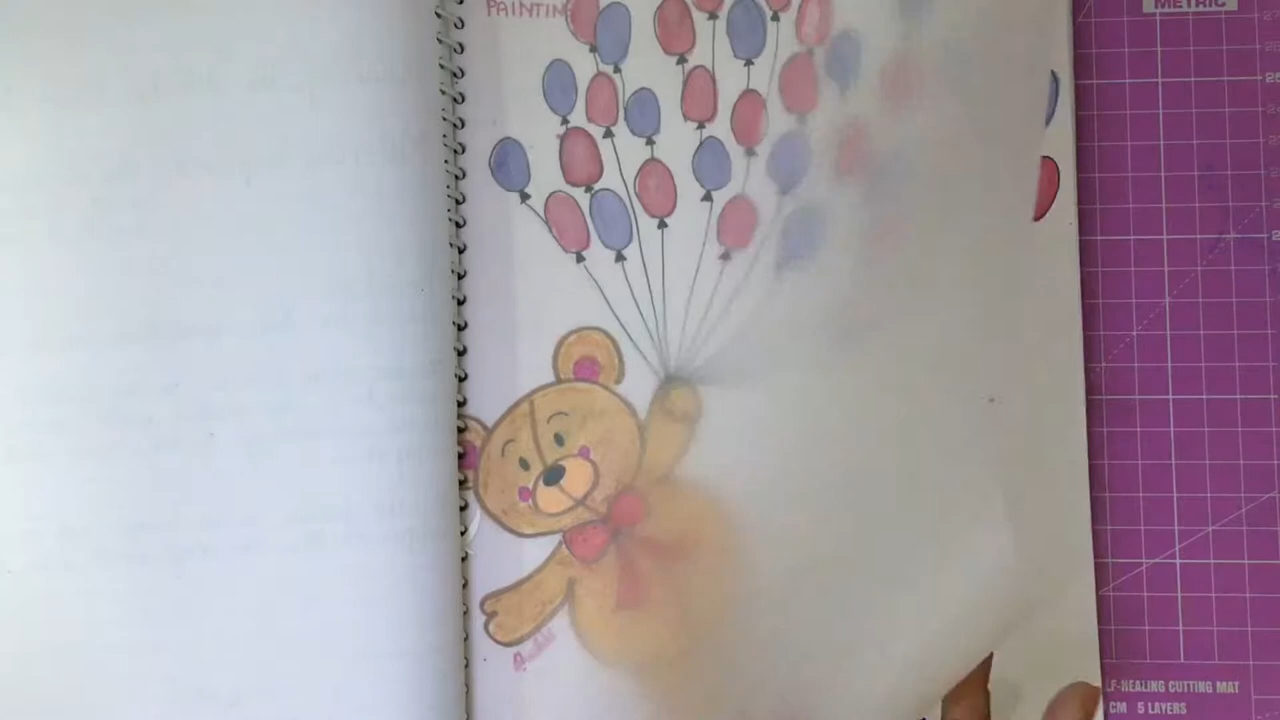 PAINTIN
METRIC
LF-HEALING CUTTING MAT
CM 5 LAYERS